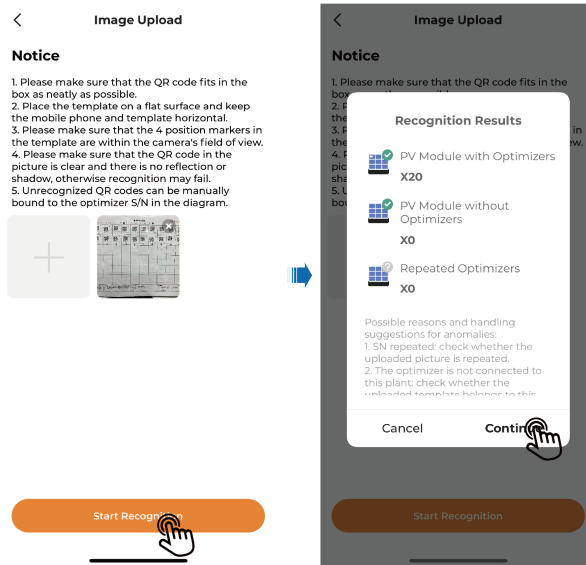 Image Upload
Notice
1. Please make sure that the QR code fits in the
box as neatly as possible.
2. Place the template on a flat surface and keep
the mobile phone and template horizontal.
3. Please make sure that the 4 position markers in
the template are within the camera's field of view.
4. Please make sure that the QR code in the
picture is clear and there is no reflection or
shadow, otherwise recognition may fail.
5. Unrecognized QR codes can be manually
bound to the optimizer S/N in the diagram.
Start Recognition
Image Upload
Notice
1. Please make sure that the QR code fits in the
Recognition Results
PV Module with Optimizers
X20
PV Module without
Optimizers
X0
Repeated Optimizers
X0
Possible reasons and handling
suggestions for anomalies:
1. SN repeated: check whether the
uploaded picture is repeated.
2. The optimizer is not connected to
this plant: check whether the
uploaded template belongs to this
Cancel
Continue
Start Recognition